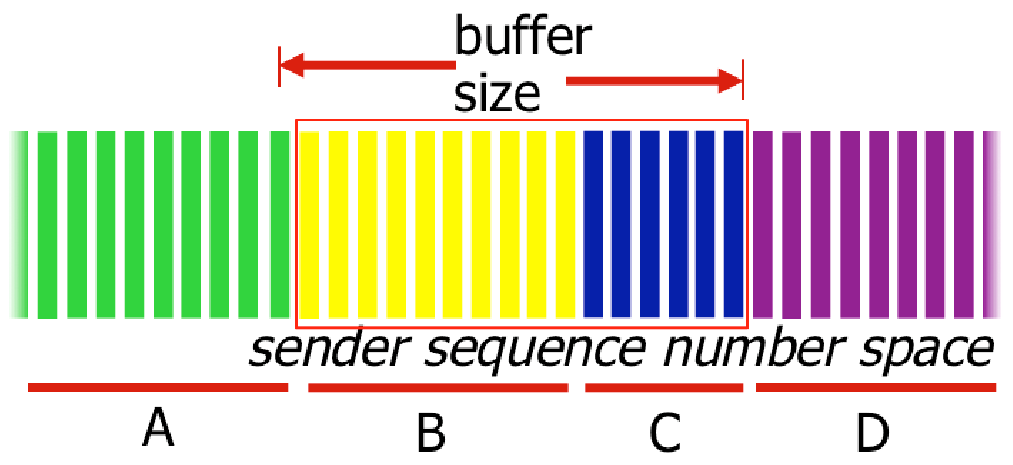 buffer
size
sender sequence number space
A B C D